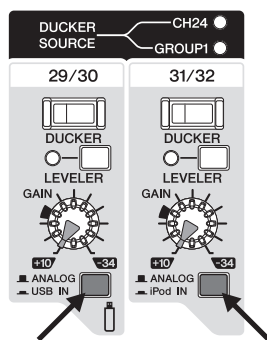 DUCKER
SOURCE
CH24
GROUP1
29/30
31/32
DUCKER
DUCKER
LEVELER
LEVELER
GAIN
GAIN
+10
-34
+10
-34
ANALOG
USB IN
ANALOG
iPod IN